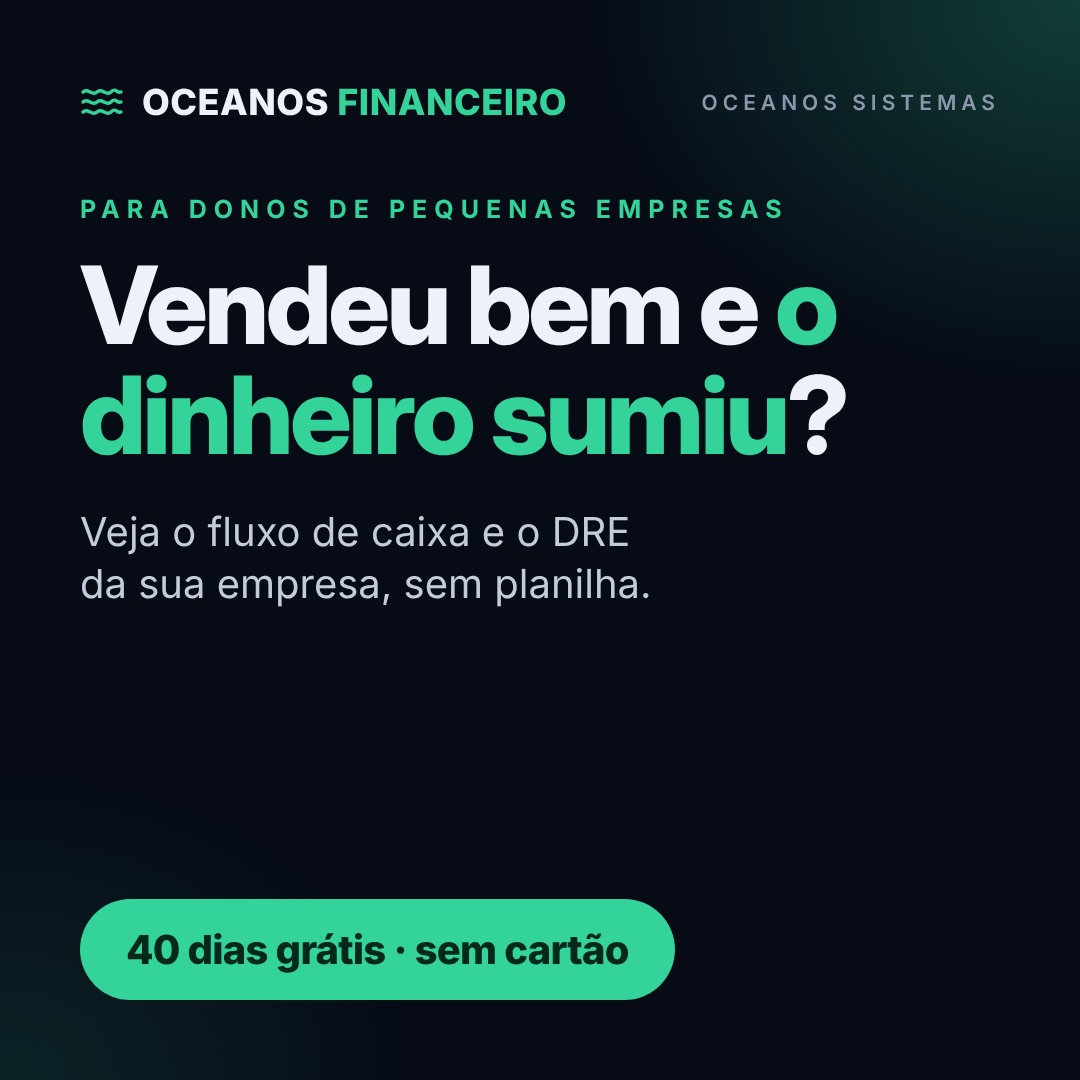 OCEANOS FINANCEIRO
OCEANOS SISTEMAS
PARA DONOS DE PEQUENAS EMPRESAS
Vendeu bem e o
dinheiro sumiu?
Veja o fluxo de caixa e o DRE
da sua empresa, sem planilha.
40 dias grátis · sem cartão